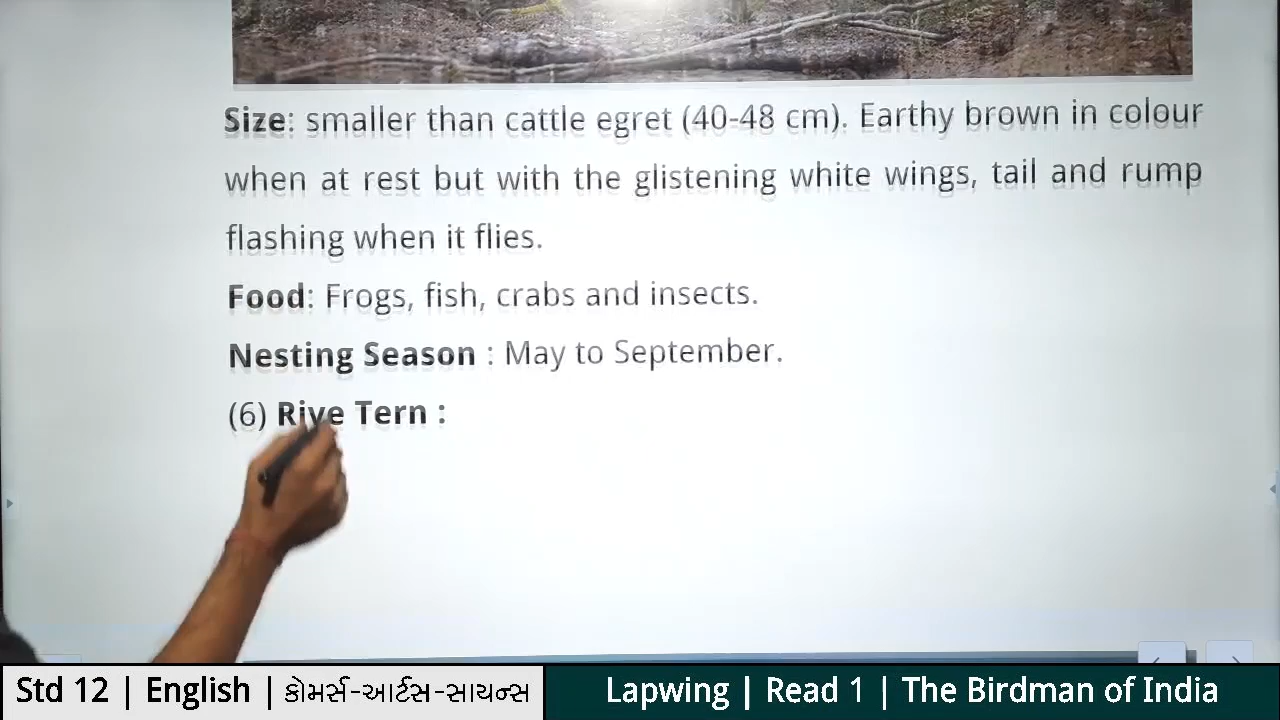 Size: smaller than cattle egret (40-48 cm). Earthy brown in colour
when at rest but with the glistening white wings, tail and rump
flashing when it flies.
Food: Frogs, fish, crabs and insects.
Nesting Season : May to September.
(6) Rive Tern :
Std 12 | English | કોમર્સ-આર્ટસ-સાયન્સ
Lapwing | Read 1 | The Birdman of India